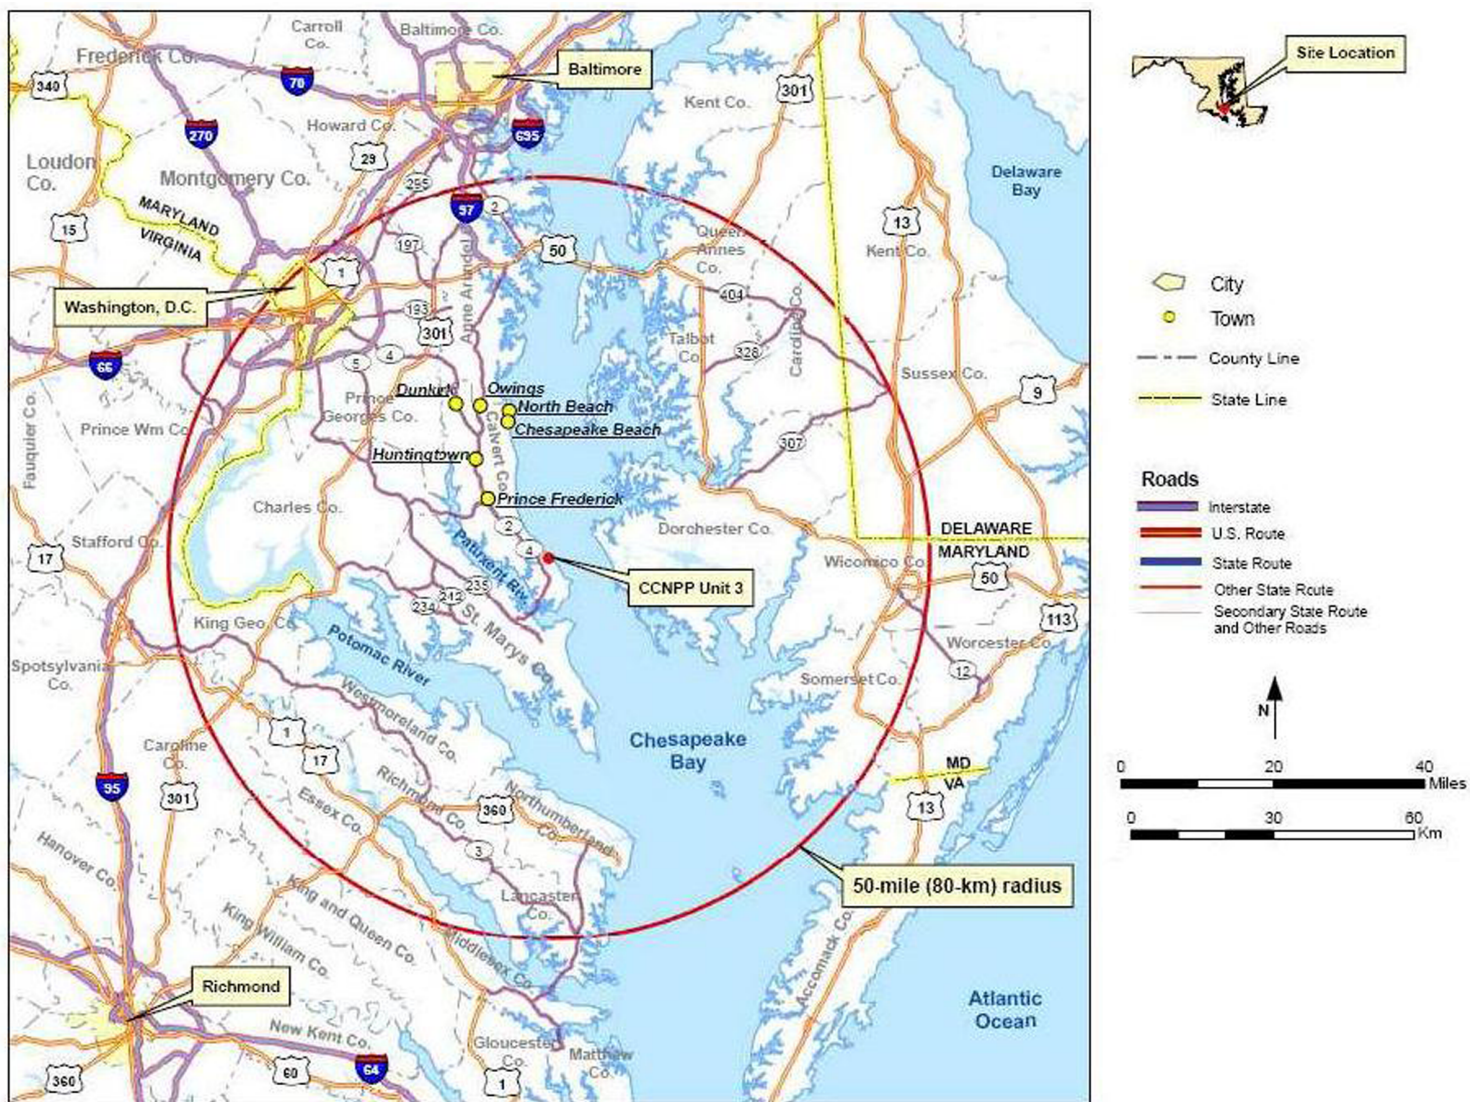 Carroll
Co.
Baltimore Co.
Frederick Co.
Baltimore
340
70
301
Kent Co.
270
Howard Co.
695
29
Loudon
Co.
Montgomery Co.
295
Delaware
Bay
MARYLAND
VIRGINIA
97
2
15
13
197
50
Queen
Annes
Co.
Kent Co.
1
Anne Arundel
Washington, D.C.
193
404
301
Talbot
Co.
Caroline Co.
328
66
5
4
Sussex Co.
9
Dunkirk
Owings
Prince
Georges Co.
North Beach
Chesapeake Beach
Calvert Co.
Fauquier Co.
Prince Wm Co.
307
Huntingtown
Prince Frederick
Charles Co.
2
4
Dorchester Co.
DELAWARE
MARYLAND
Stafford Co.
17
Patuxent Riv.
Wicomico Co.
50
CCNPP Unit 3
235
242
234
St. Marys Co.
King Geo. Co.
113
Potomac River
Worcester Co.
12
Spotsylvania
Co.
Somerset Co.
Westmoreland Co.
1
17
Chesapeake
Bay
Caroline
Co.
MD
VA
95
301
Richmond Co.
Essex Co.
360
Northumberland
Co.
13
3
Hanover Co.
50-mile (80-km) radius
Lancaster
Co.
King and Queen Co.
King William Co.
Middlesex Co.
Accomack Co.
Richmond
Atlantic
Ocean
New Kent Co.
Gloucester
Co.
Matthew
Co.
360
60
64
1
Site Location
City
Town
County Line
State Line
Roads
Interstate
U.S. Route
State Route
Other State Route
Secondary State Route
and Other Roads
N
0 20 40
Miles
0 30 60
Km